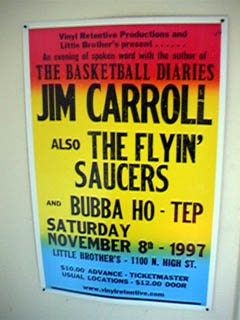 Vinyl Retentive Productions and
Little Brother's present . . . . . .
An evening of spoken word with the author of
THE BASKETBALL DIARIES
JIM CARROLL
ALSO THE FLYIN'
SAUCERS
AND BUBBA HO - TEP
SATURDAY
NOVEMBER 8th - 1997
LITTLE BROTHER'S - 1100 N. HIGH ST.
$10.00 ADVANCE - TICKETMASTER
USUAL LOCATIONS - $12.00 DOOR
www.vinylretentive.com